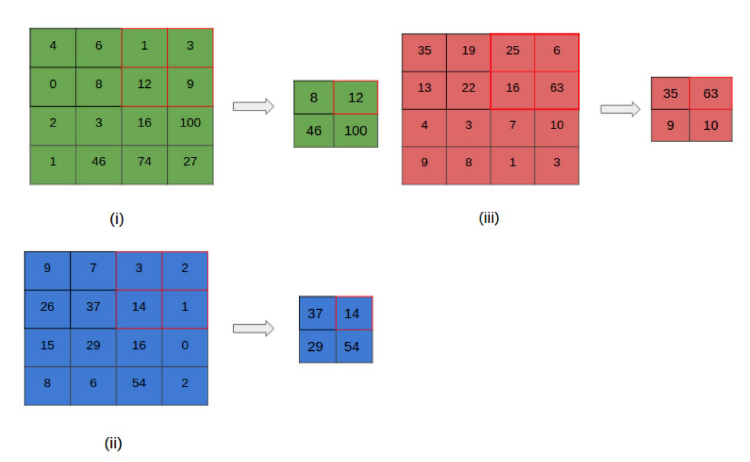 4 6 1 3
0 8 12 9
2 3 16 100
1 46 74 27
8 12
46 100
(i)
35 19 25 6
13 22 16 63
4 3 7 10
9 8 1 3
35 63
9 10
(iii)
9 7 3 2
26 37 14 1
15 29 16 0
8 6 54 2
37 14
29 54
(ii)